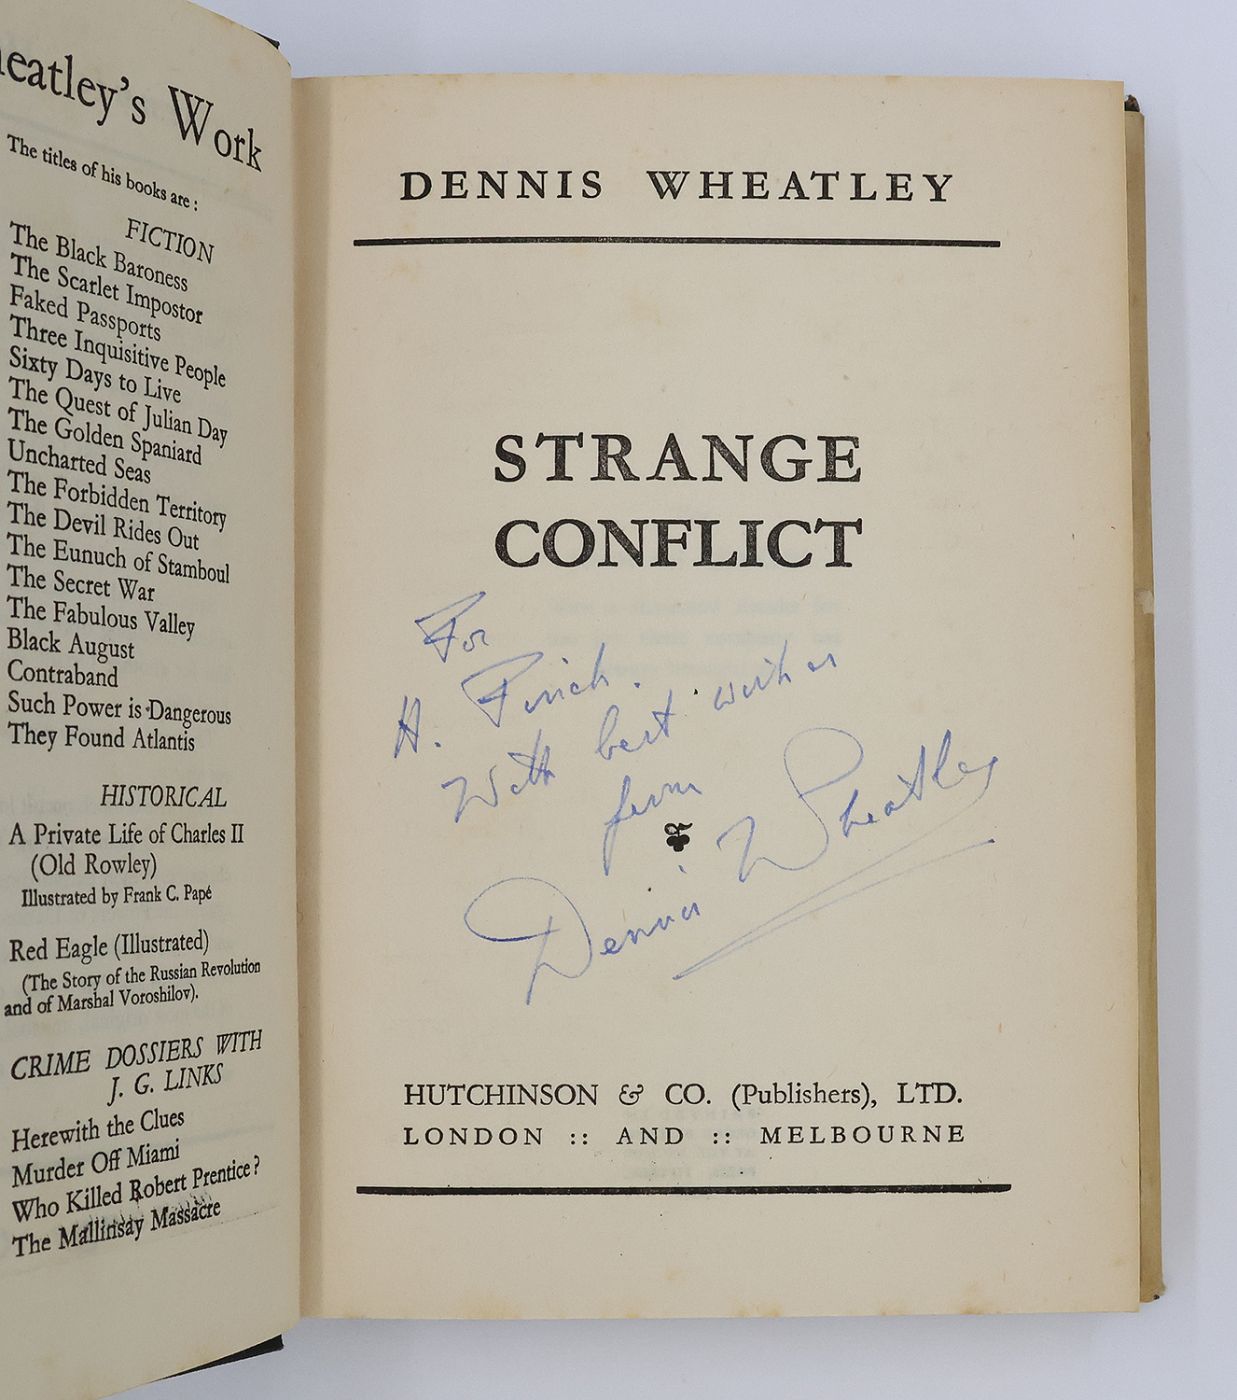 heatley's Work
The titles of his books are :
FICTION
The Black Baroness
The Scarlet Impostor
Faked Passports
Three Inquisitive People
Sixty Days to Live
The Quest of Julian Day
The Golden Spaniard
Uncharted Seas
The Forbidden Territory
The Devil Rides Out
The Eunuch of Stamboul
The Secret War
The Fabulous Valley
Black August
Contraband
Such Power is Dangerous
They Found Atlantis
HISTORICAL
A Private Life of Charles II
(Old Rowley)
Illustrated by Frank C. Papé
Red Eagle (Illustrated)
(The Story of the Russian Revolution
and of Marshal Voroshilov).
CRIME DOSSIERS WITH
J. G. LINKS
Herewith the Clues
Murder Off Miami
Who Killed Robert Prentice?
The Mallinsay Massacre
DENNIS WHEATLEY
STRANGE
CONFLICT
For
H. Finch.
With best wishes
from
Dennis Wheatley
HUTCHINSON & CO. (Publishers), LTD.
LONDON :: AND :: MELBOURNE